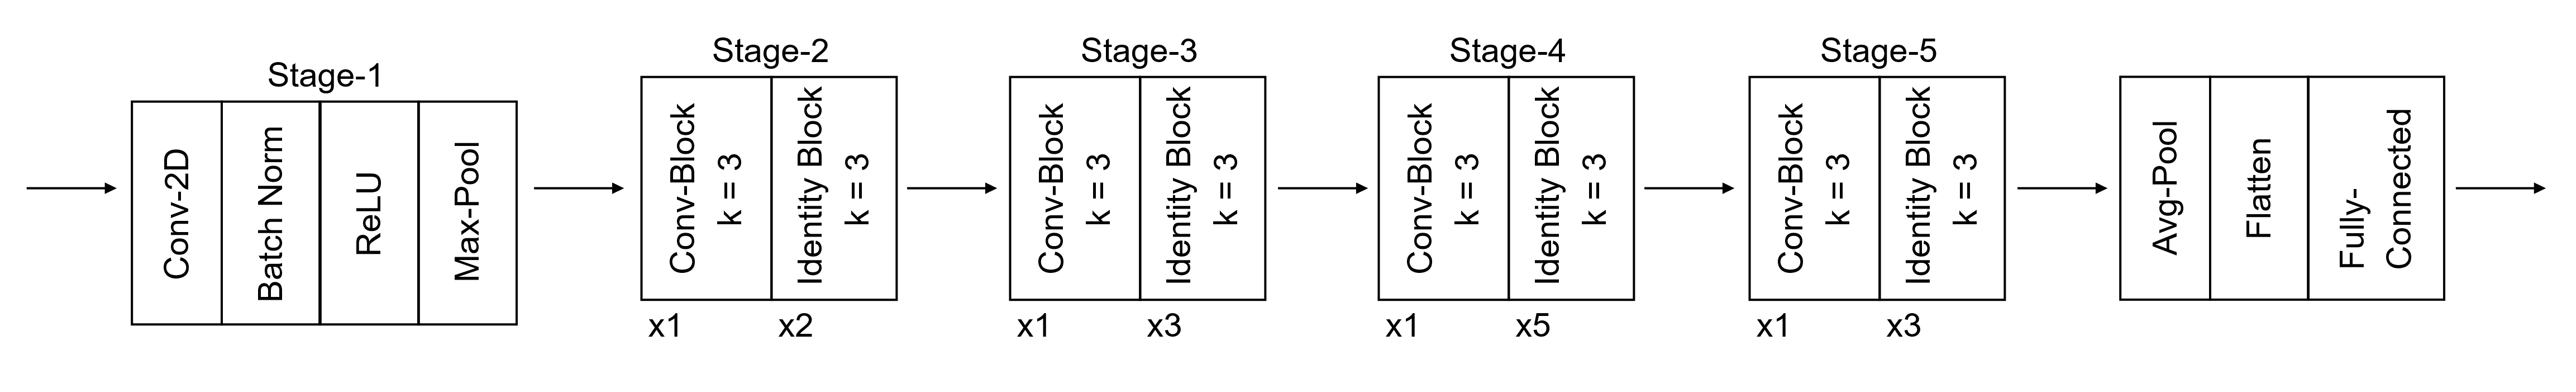 Stage-1
Conv-2D
Batch Norm
ReLU
Max-Pool
Stage-2
Conv-Block
k = 3
Identity Block
k = 3
x1
x2
Stage-3
Conv-Block
k = 3
Identity Block
k = 3
x1
x3
Stage-4
Conv-Block
k = 3
Identity Block
k = 3
x1
x5
Stage-5
Conv-Block
k = 3
Identity Block
k = 3
x1
x3
Avg-Pool
Flatten
Fully-
Connected